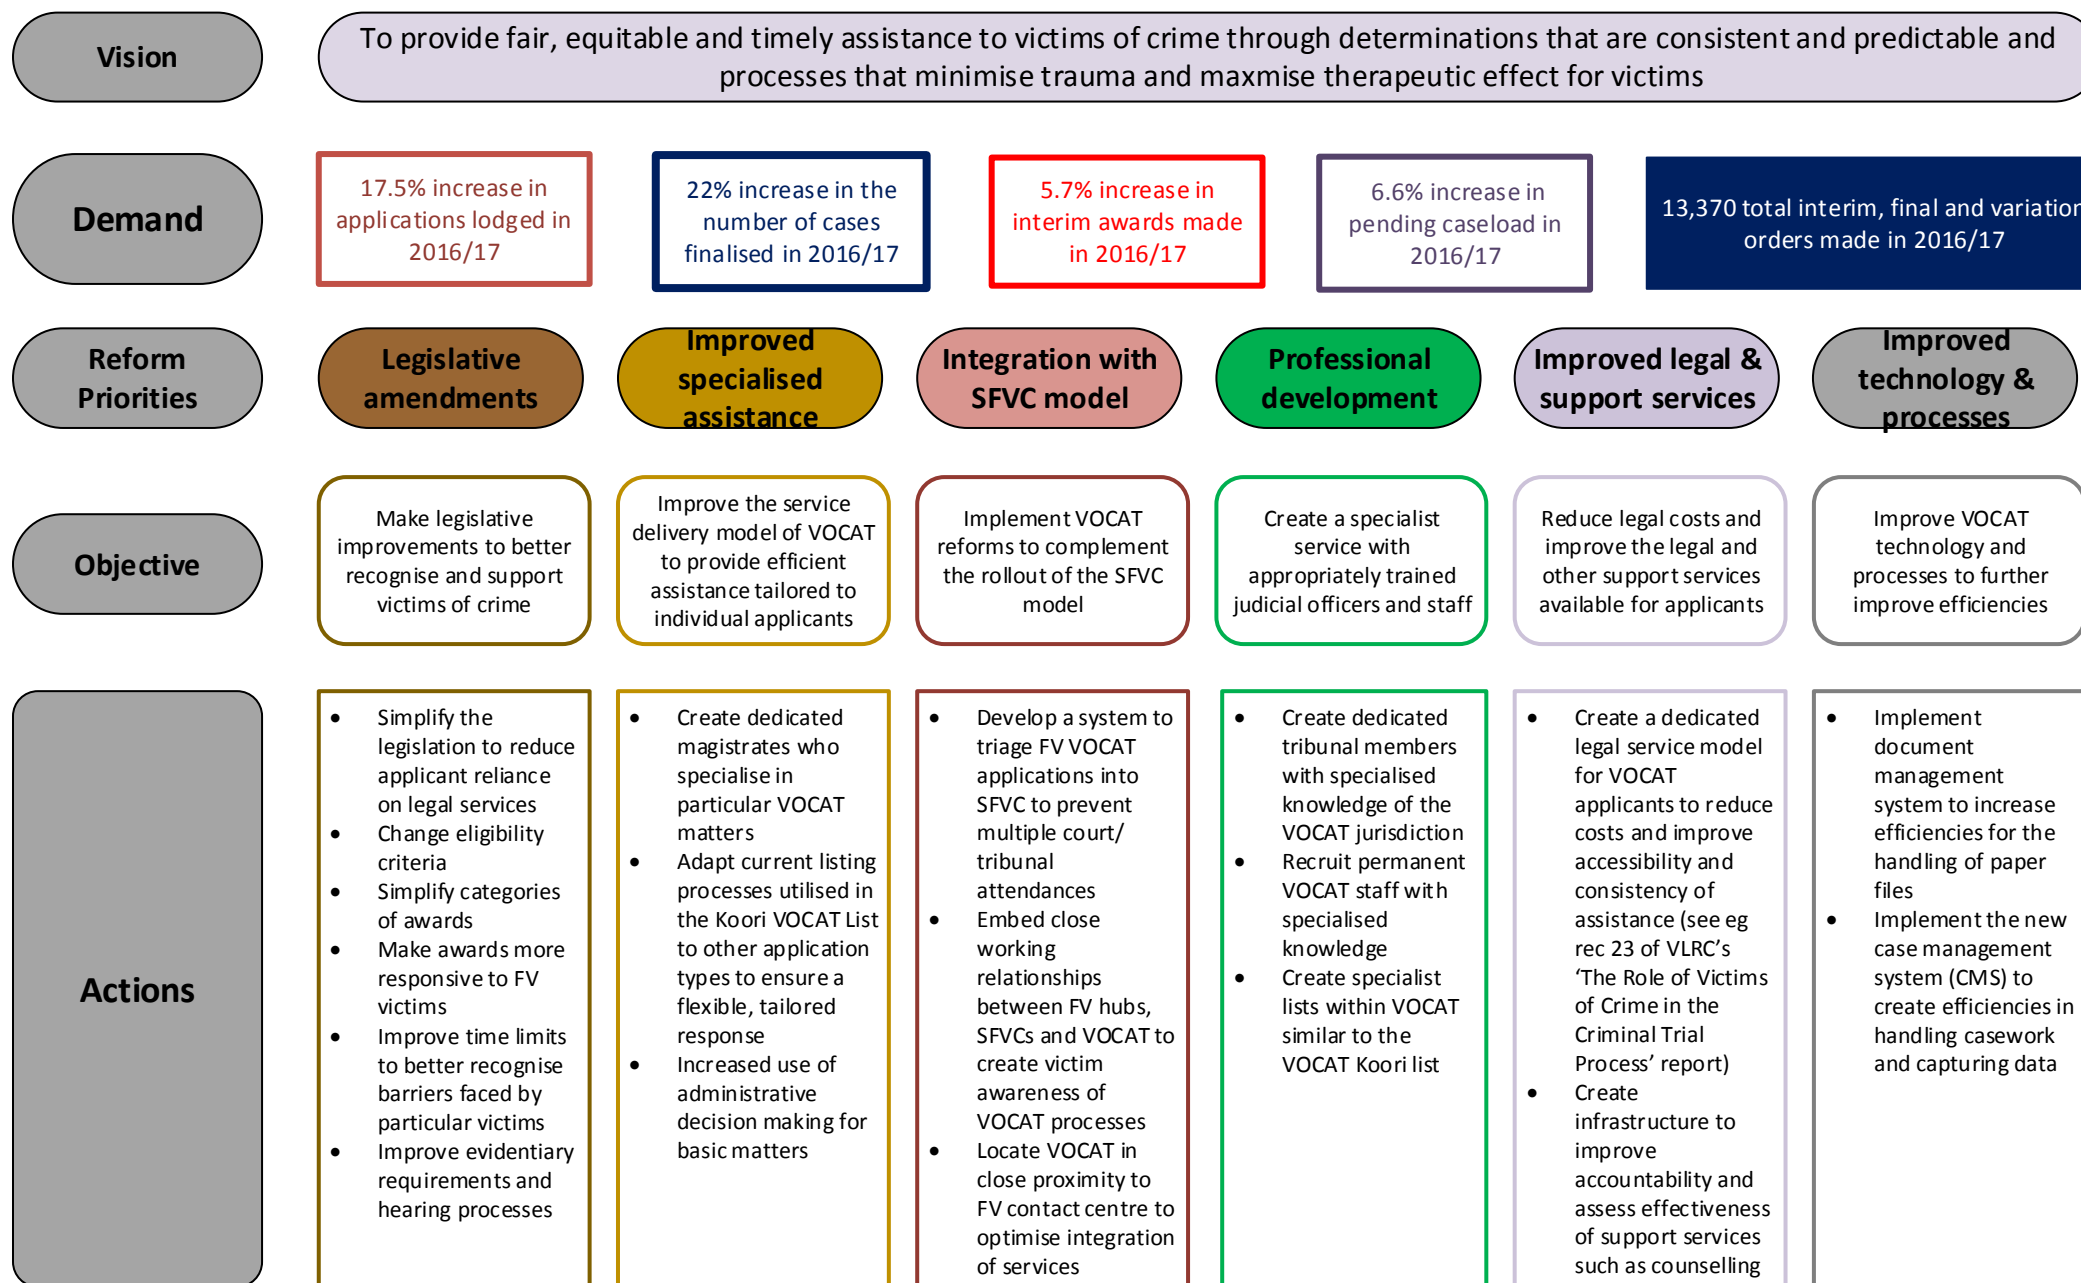 Vision
To provide fair, equitable and timely assistance to victims of crime through determinations that are consistent and predictable and
processes that minimise trauma and maxmise therapeutic effect for victims
Demand
17.5% increase in
applications lodged in
2016/17
22% increase in the
number of cases
finalised in 2016/17
5.7% increase in
interim awards made
in 2016/17
6.6% increase in
pending caseload in
2016/17
13,370 total interim, final and variation
orders made in 2016/17
Reform
Priorities
Legislative
amendments
Improved
specialised
assistance
Integration with
SFVC model
Professional
development
Improved legal &
support services
Improved
technology &
processes
Objective
Make legislative
improvements to better
recognise and support
victims of crime
Improve the service
delivery model of VOCAT
to provide efficient
assistance tailored to
individual applicants
Implement VOCAT
reforms to complement
the rollout of the SFVC
model
Create a specialist
service with
appropriately trained
judicial officers and staff
Reduce legal costs and
improve the legal and
other support services
available for applicants
Improve VOCAT
technology and
processes to further
improve efficiencies
Actions
• Simplify the
legislation to reduce
applicant reliance
on legal services
• Change eligibility
criteria
• Simplify categories
of awards
• Make awards more
responsive to FV
victims
• Improve time limits
to better recognise
barriers faced by
particular victims
• Improve evidentiary
requirements and
hearing processes
• Create dedicated
magistrates who
specialise in
particular VOCAT
matters
• Adapt current listing
processes utilised in
the Koori VOCAT List
to other application
types to ensure a
flexible, tailored
response
• Increased use of
administrative
decision making for
basic matters
• Develop a system to
triage FV VOCAT
applications into
SFVC to prevent
multiple court/
tribunal
attendances
• Embed close
working
relationships
between FV hubs,
SFVCs and VOCAT to
create victim
awareness of
VOCAT processes
• Locate VOCAT in
close proximity to
FV contact centre to
optimise integration
of services
• Create dedicated
tribunal members
with specialised
knowledge of the
VOCAT jurisdiction
• Recruit permanent
VOCAT staff with
specialised
knowledge
• Create specialist
lists within VOCAT
similar to the
VOCAT Koori list
• Create a dedicated
legal service model
for VOCAT
applicants to reduce
costs and improve
accessibility and
consistency of
assistance (see eg
rec 23 of VLRC’s
‘The Role of Victims
of Crime in the
Criminal Trial
Process’ report)
• Create
infrastructure to
improve
accountability and
assess effectiveness
of support services
such as counselling
• Implement
document
management
system to increase
efficiencies for the
handling of paper
files
• Implement the new
case management
system (CMS) to
create efficiencies in
handling casework
and capturing data